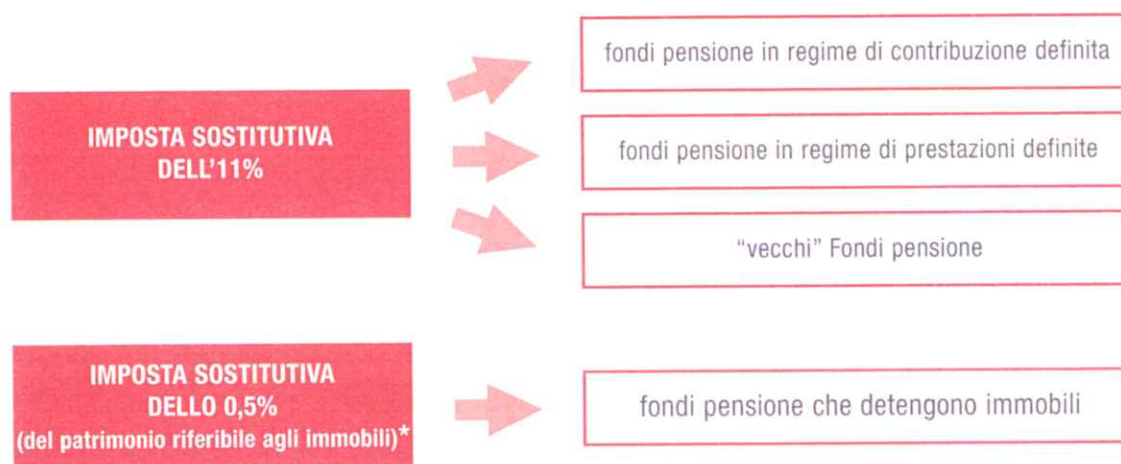 IMPOSTA SOSTITUTIVA
DELL'11%
fondi pensione in regime di contribuzione definita
fondi pensione in regime di prestazioni definite
“vecchi” Fondi pensione
IMPOSTA SOSTITUTIVA
DELLO 0,5%
(del patrimonio riferibile agli immobili)*
fondi pensione che detengono immobili